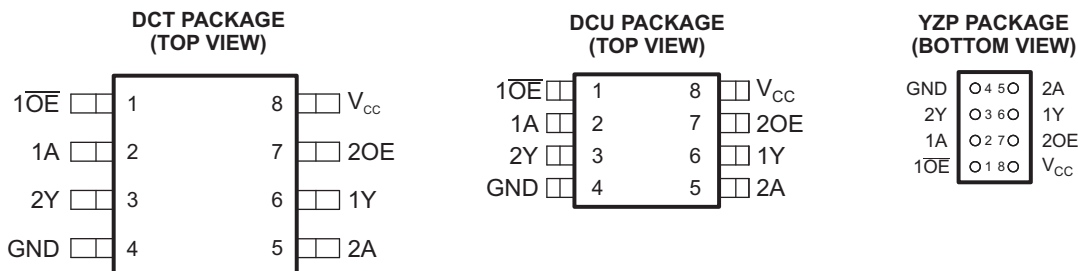 DCT PACKAGE
(TOP VIEW)
1O̅E̅ 1 8 VCC
1A 2 7 2OE
2Y 3 6 1Y
GND 4 5 2A
DCU PACKAGE
(TOP VIEW)
1O̅E̅ 1 8 VCC
1A 2 7 2OE
2Y 3 6 1Y
GND 4 5 2A
YZP PACKAGE
(BOTTOM VIEW)
GND 4 5 2A
2Y 3 6 1Y
1A 2 7 2OE
1O̅E̅ 1 8 VCC